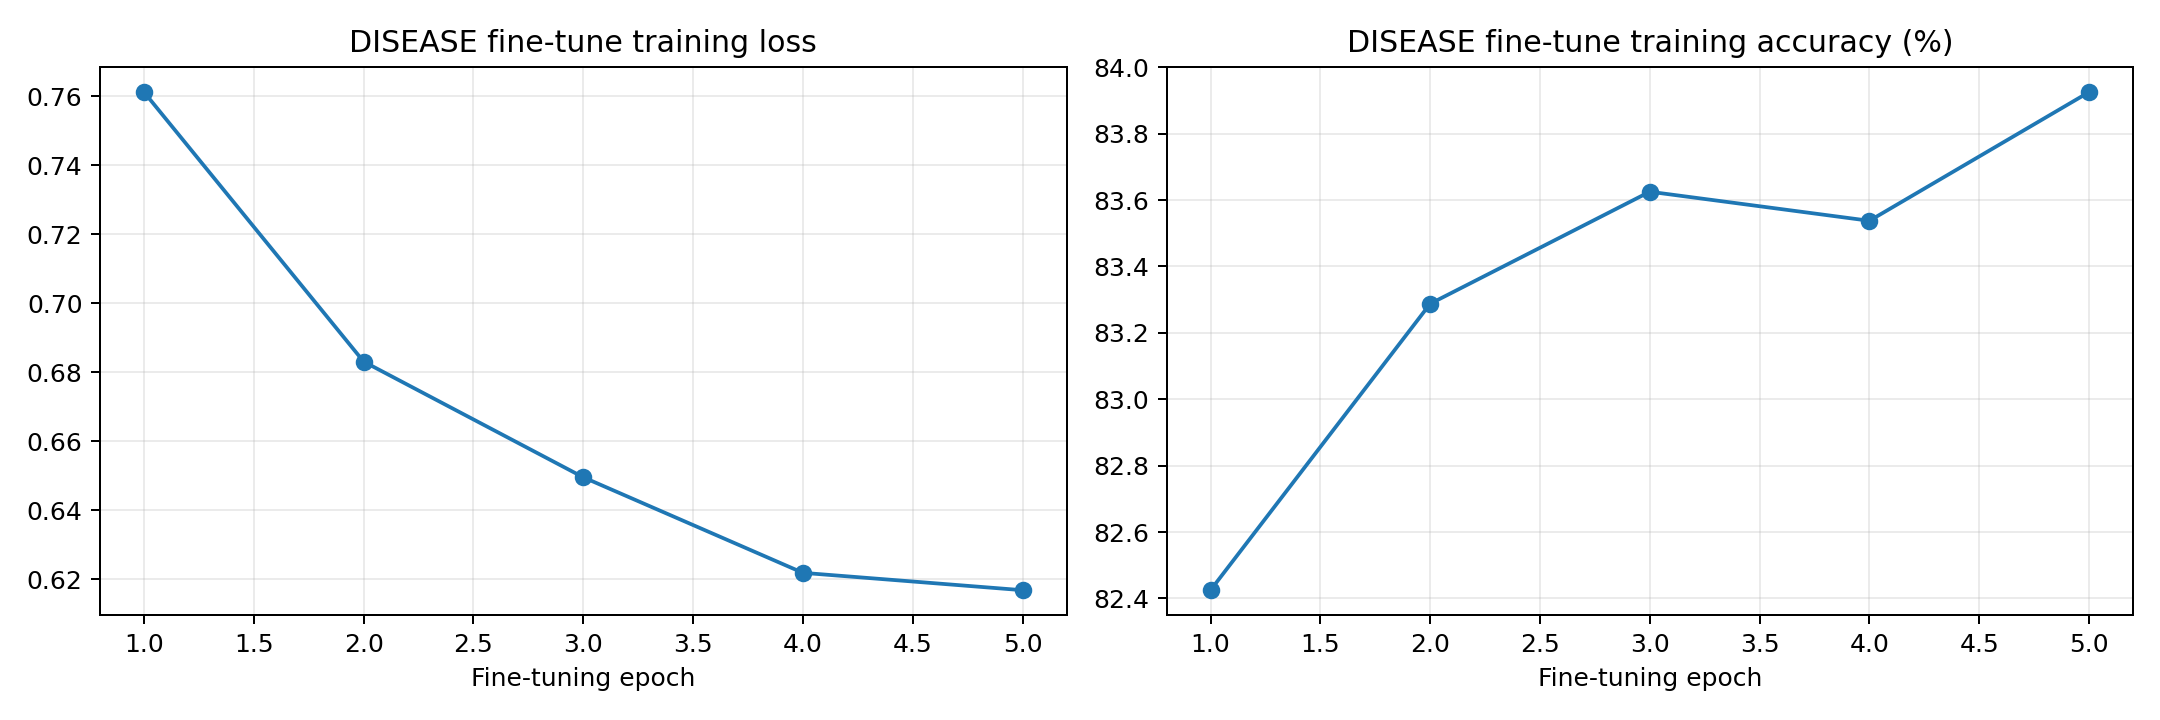 DISEASE fine-tune training loss
0.76
0.74
0.72
0.70
0.68
0.66
0.64
0.62
1.0 1.5 2.0 2.5 3.0 3.5 4.0 4.5 5.0
Fine-tuning epoch
DISEASE fine-tune training accuracy (%)
84.0
83.8
83.6
83.4
83.2
83.0
82.8
82.6
82.4
1.0 1.5 2.0 2.5 3.0 3.5 4.0 4.5 5.0
Fine-tuning epoch